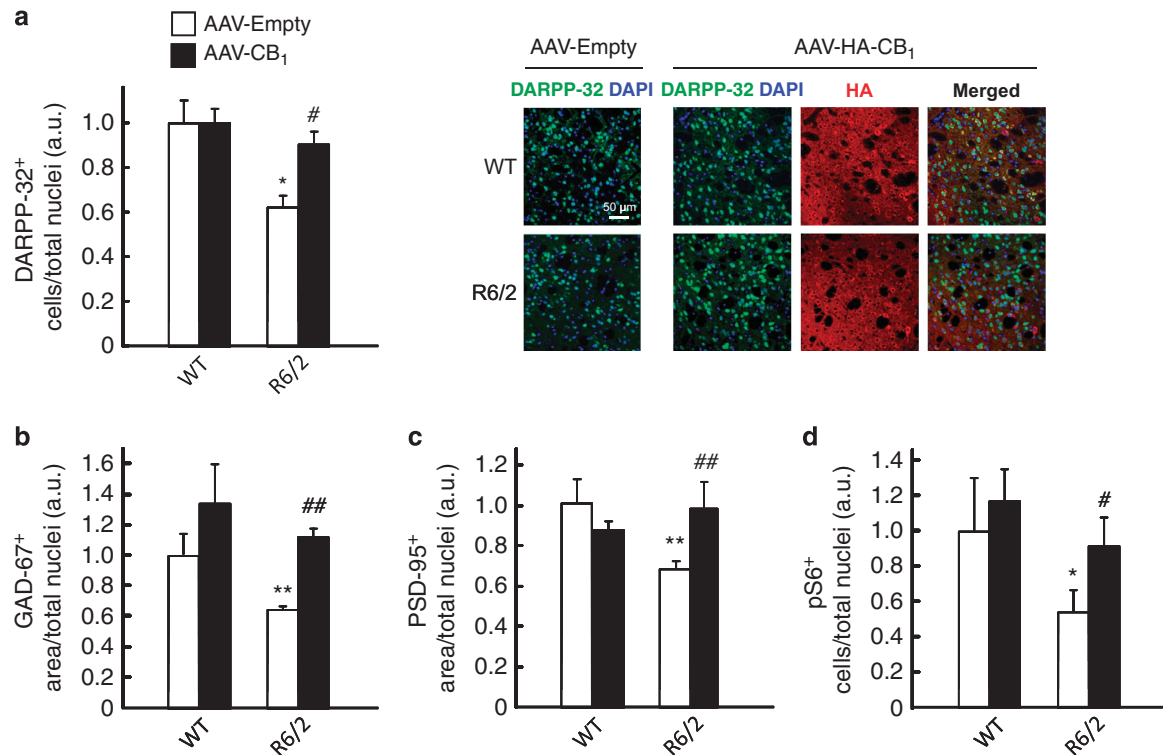 a
AAV-Empty
AAV-CB₁
DARPP-32⁺
cells/total nuclei (a.u.)
1.0
0.8
0.6
0.4
0.2
0
*
#
WT
R6/2
AAV-Empty
AAV-HA-CB₁
DARPP-32 DAPI
DARPP-32 DAPI
HA
Merged
WT
50 µm
R6/2
b
GAD-67⁺
area/total nuclei (a.u.)
1.6
1.4
1.2
1.0
0.8
0.6
0.4
0.2
0
**
##
WT
R6/2
c
PSD-95⁺
area/total nuclei (a.u.)
1.2
1.0
0.8
0.6
0.4
0.2
0
**
##
WT
R6/2
d
pS6⁺
cells/total nuclei (a.u.)
1.4
1.2
1.0
0.8
0.6
0.4
0.2
0
*
#
WT
R6/2